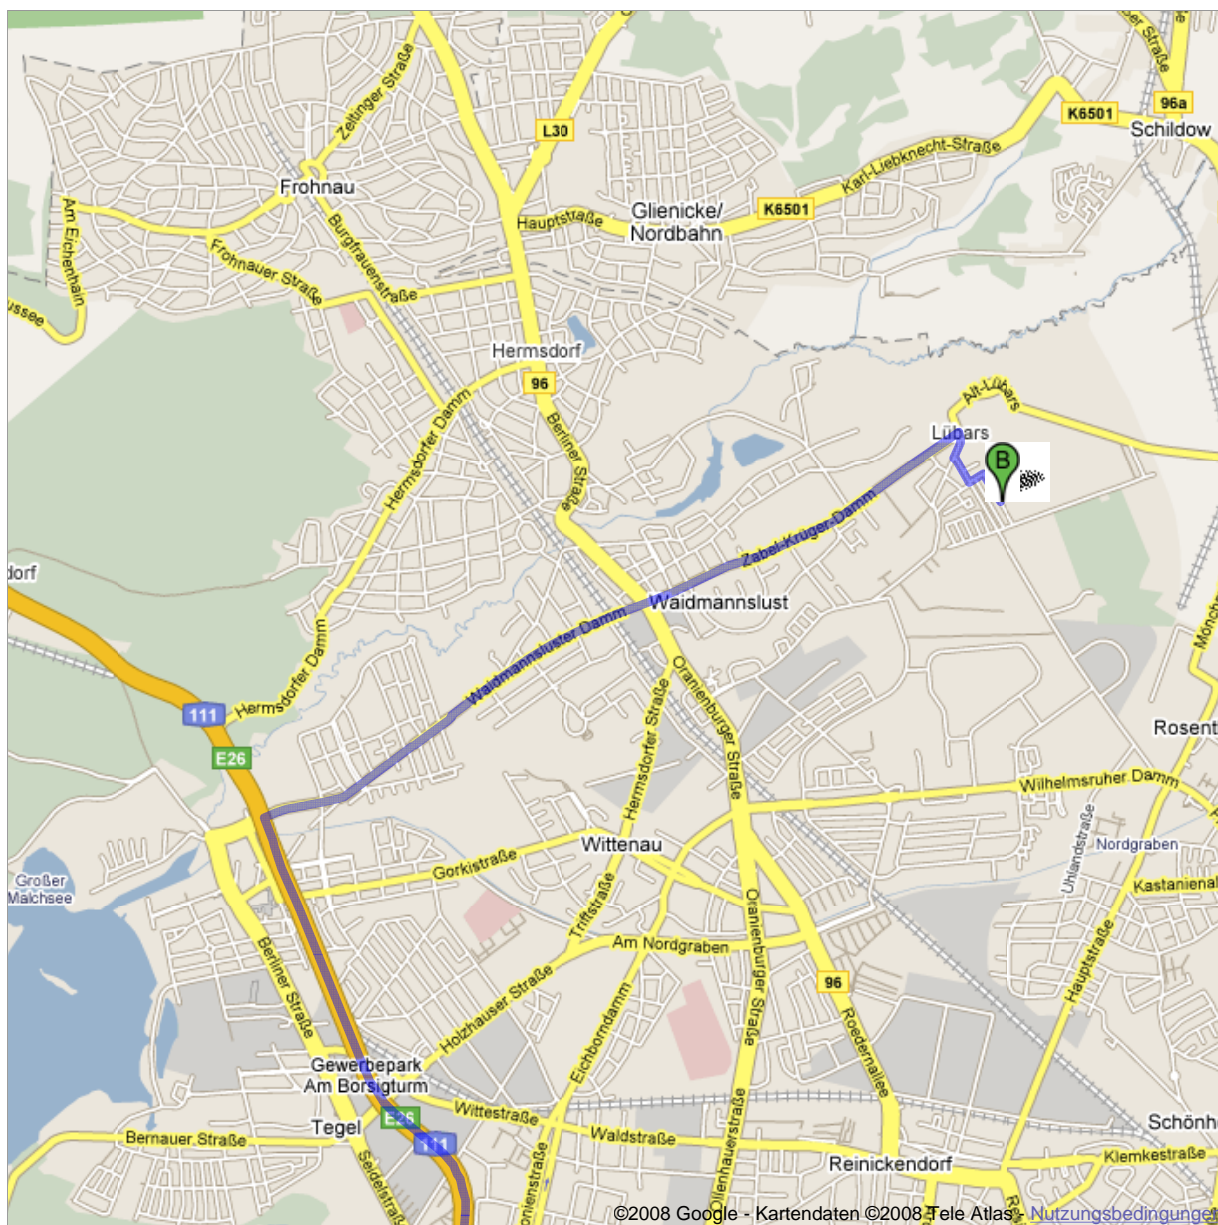 Zeltinger Straße
L30
K6501
96a
Schildow
Karl-Liebknecht-Straße
Frohnau
Am Eichenhain
Burgfrauenstraße
Hauptstraße
Glienicke/
Nordbahn
K6501
Frohnauer Straße
Hermsdorf
96
Alt-Lübars
Berliner Straße
Hermsdorfer Damm
Lübars
B
Zabel-Krüger-Damm
Waidmannslust
Waidmannsluster Damm
Hermsdorfer Damm
111
E26
Oranienburger Straße
Hermsdorfer Straße
Rosent
Wilhelmsruher Damm
Uhlandstraße
Nordgraben
Wittenau
Gorkistraße
Großer
Malchsee
Kastanienal
Triftstraße
Am Nordgraben
Oranienburger Straße
Hauptstraße
Berliner Straße
Holzhauser Straße
96
Eichborndamm
Roedernallee
Gewerbepark
Am Borsigturm
E26
Wittestraße
Tegel
Bernauer Straße
111
Waldstraße
Schönh
Klemkestraße
Reinickendorf
Seidelstraße
Ollenhauerstraße
©2008 Google - Kartendaten ©2008 Tele Atlas - Nutzungsbedingungen